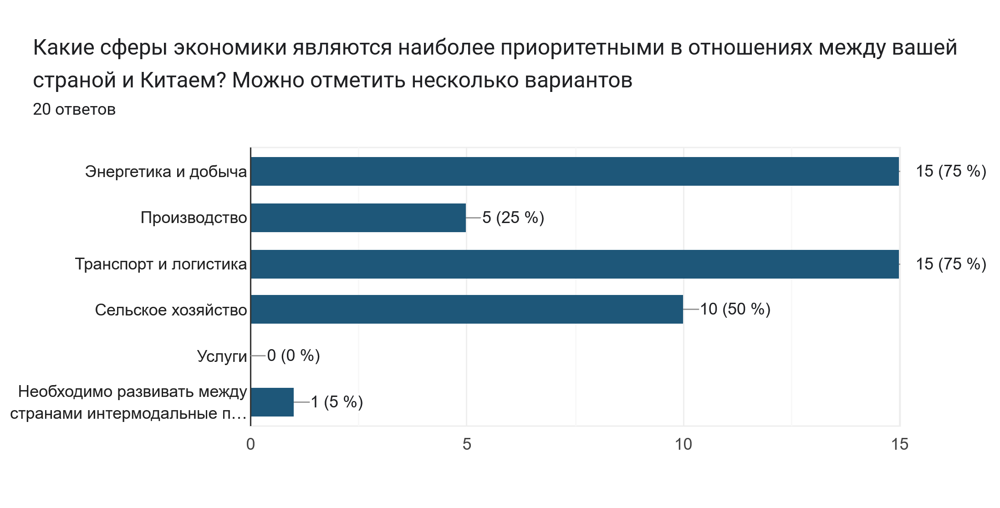 Какие сферы экономики являются наиболее приоритетными в отношениях между вашей
страной и Китаем? Можно отметить несколько вариантов
20 ответов
Энергетика и добыча
15 (75 %)
Производство
5 (25 %)
Транспорт и логистика
15 (75 %)
Сельское хозяйство
10 (50 %)
Услуги
0 (0 %)
Необходимо развивать между
странами интермодальные п…
1 (5 %)
0 5 10 15